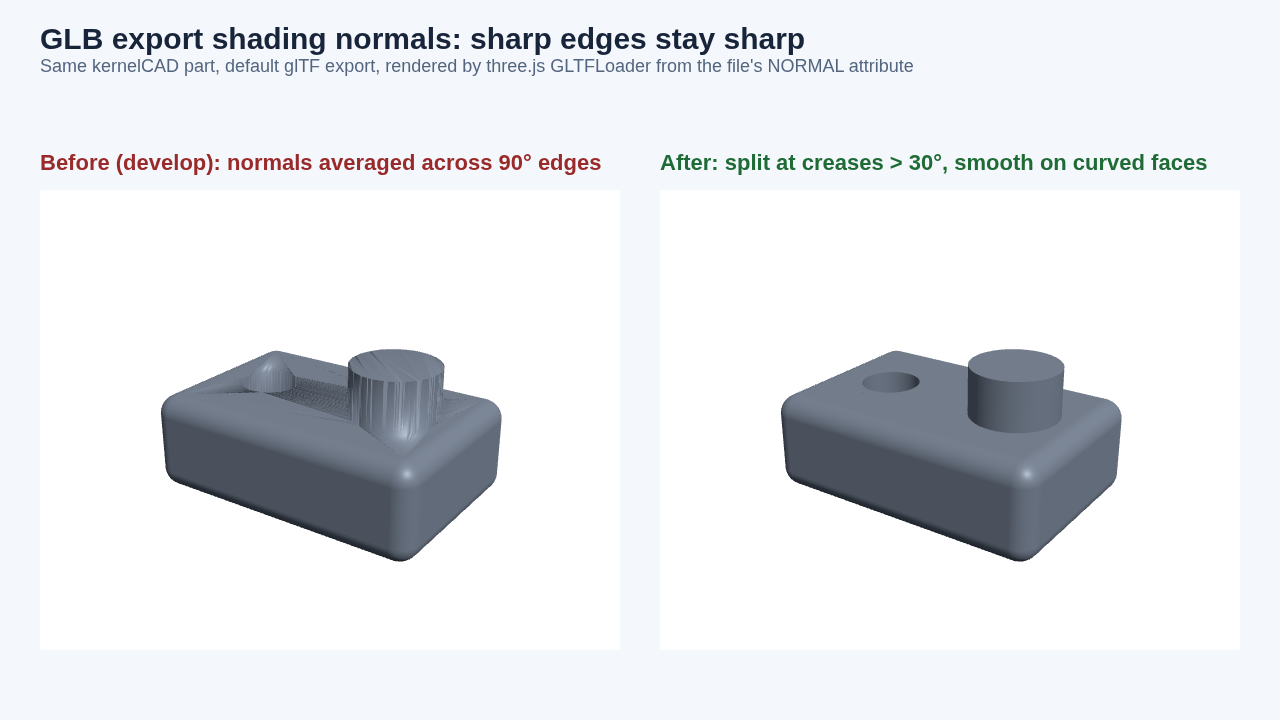 GLB export shading normals: sharp edges stay sharp
Same kernelCAD part, default glTF export, rendered by three.js GLTFLoader from the file's NORMAL attribute
Before (develop): normals averaged across 90° edges
After: split at creases > 30°, smooth on curved faces